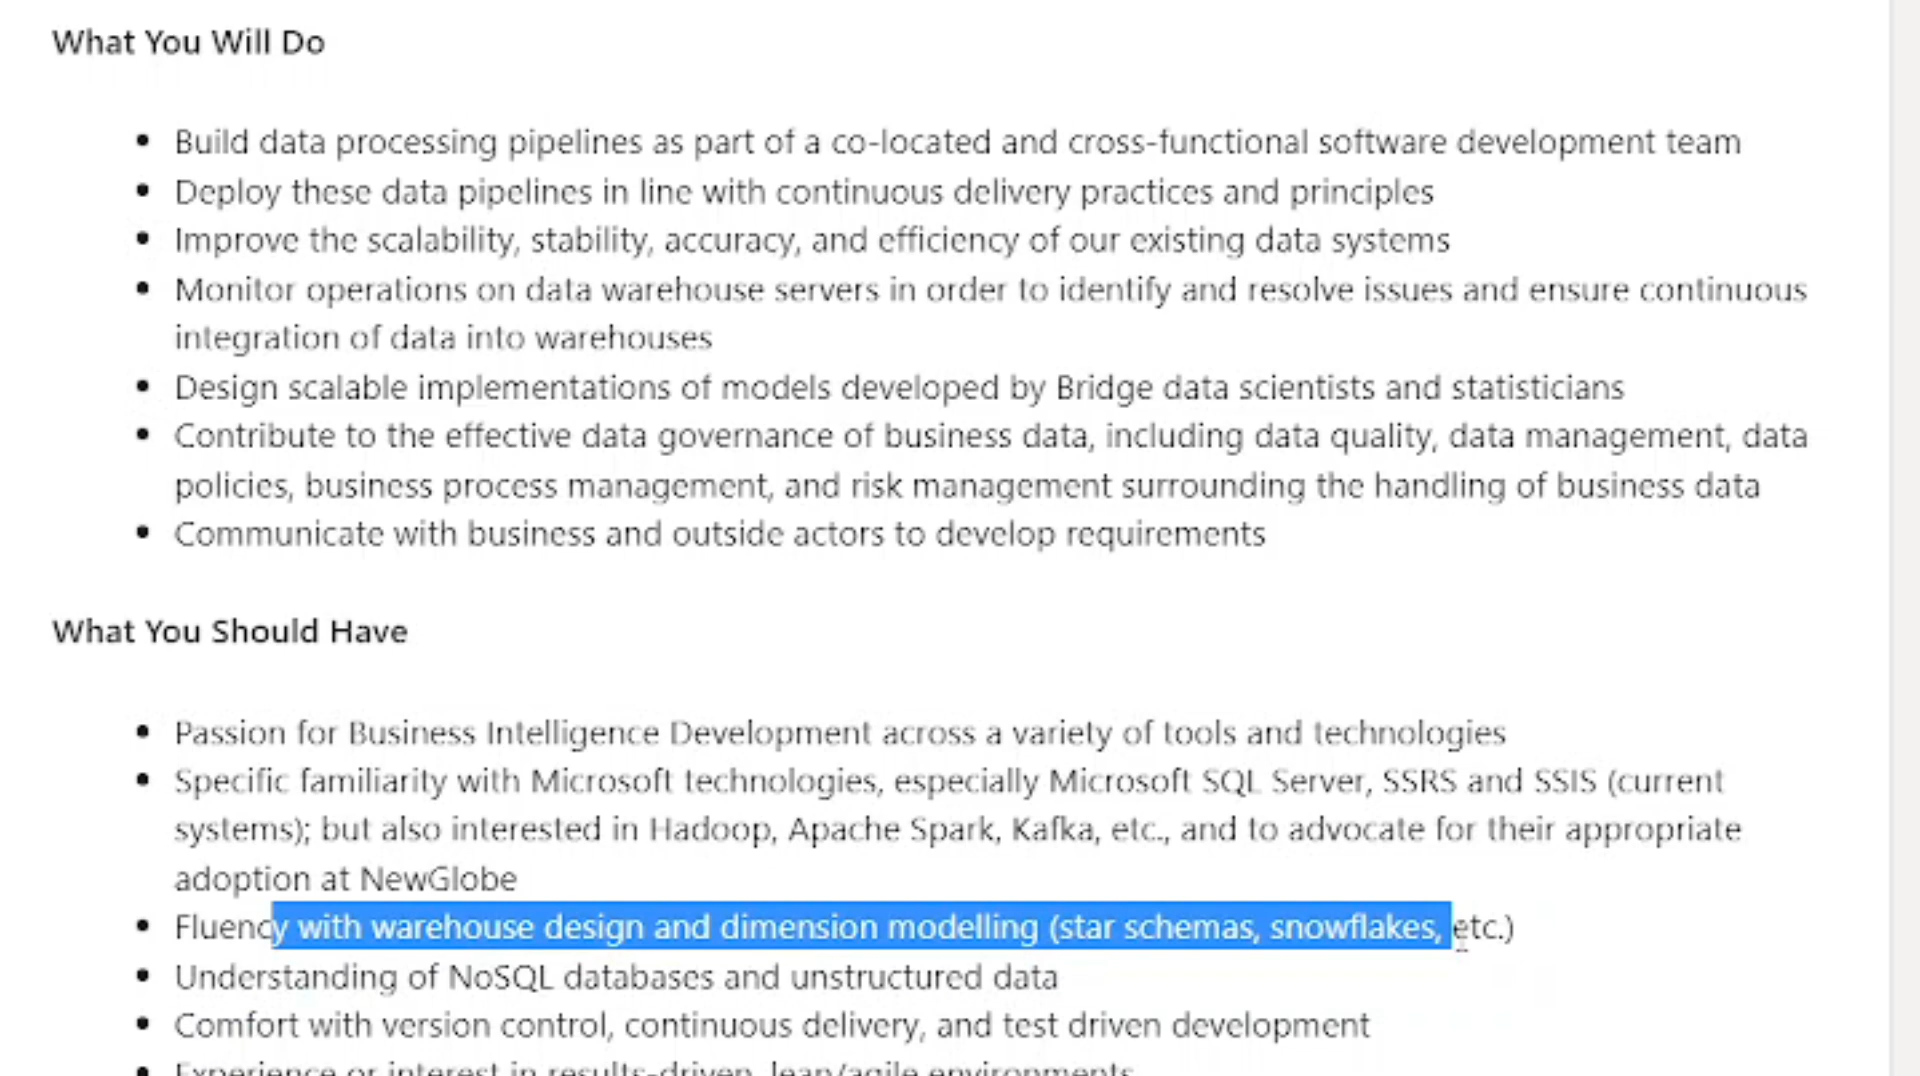 What You Will Do
Build data processing pipelines as part of a co-located and cross-functional software development team
Deploy these data pipelines in line with continuous delivery practices and principles
Improve the scalability, stability, accuracy, and efficiency of our existing data systems
Monitor operations on data warehouse servers in order to identify and resolve issues and ensure continuous
integration of data into warehouses
Design scalable implementations of models developed by Bridge data scientists and statisticians
Contribute to the effective data governance of business data, including data quality, data management, data
policies, business process management, and risk management surrounding the handling of business data
Communicate with business and outside actors to develop requirements
What You Should Have
Passion for Business Intelligence Development across a variety of tools and technologies
Specific familiarity with Microsoft technologies, especially Microsoft SQL Server, SSRS and SSIS (current
systems); but also interested in Hadoop, Apache Spark, Kafka, etc., and to advocate for their appropriate
adoption at NewGlobe
Fluency with warehouse design and dimension modelling (star schemas, snowflakes, etc.)
Understanding of NoSQL databases and unstructured data
Comfort with version control, continuous delivery, and test driven development
Experience or interest in results-driven, lean/agile environments